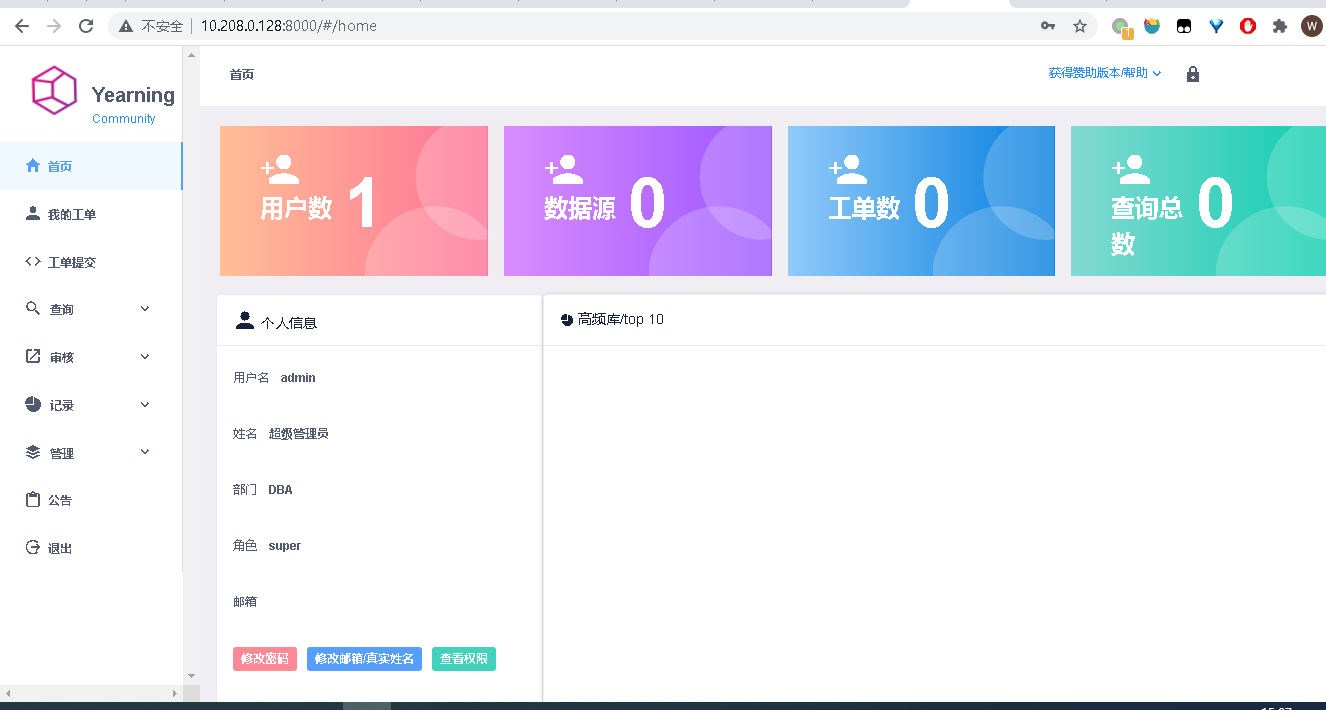 不安全 10.208.0.128:8000/#/home
1
W
Yearning
Community
首页
获得赞助版本/帮助
首页
我的工单
工单提交
查询
审核
记录
管理
公告
退出
用户数 1
数据源 0
工单数 0
查询总数 0
个人信息
高频库/top 10
用户名 admin
姓名 超级管理员
部门 DBA
角色 super
邮箱
修改密码 修改邮箱/真实姓名 查看权限